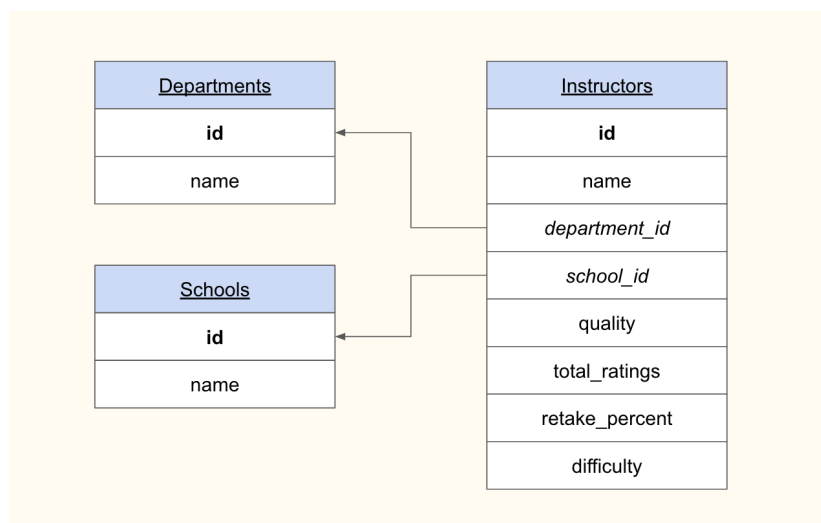 Departments
id
name
Schools
id
name
Instructors
id
name
department_id
school_id
quality
total_ratings
retake_percent
difficulty